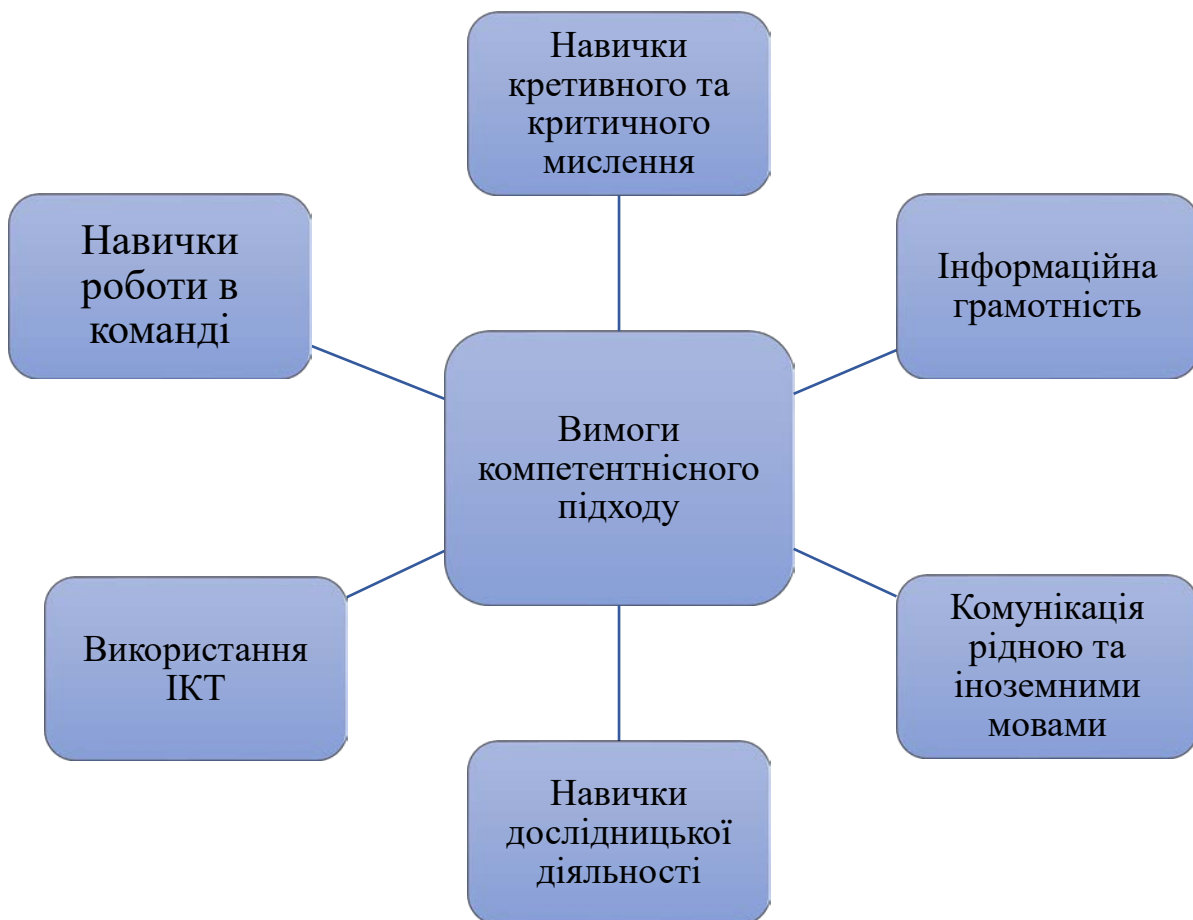 Навички
кретивного та
критичного
мислення
Навички
роботи в
команді
Інформаційна
грамотність
Вимоги
компетентнісного
підходу
Використання
ІКТ
Комунікація
рідною та
іноземними
мовами
Навички
дослідницької
діяльності